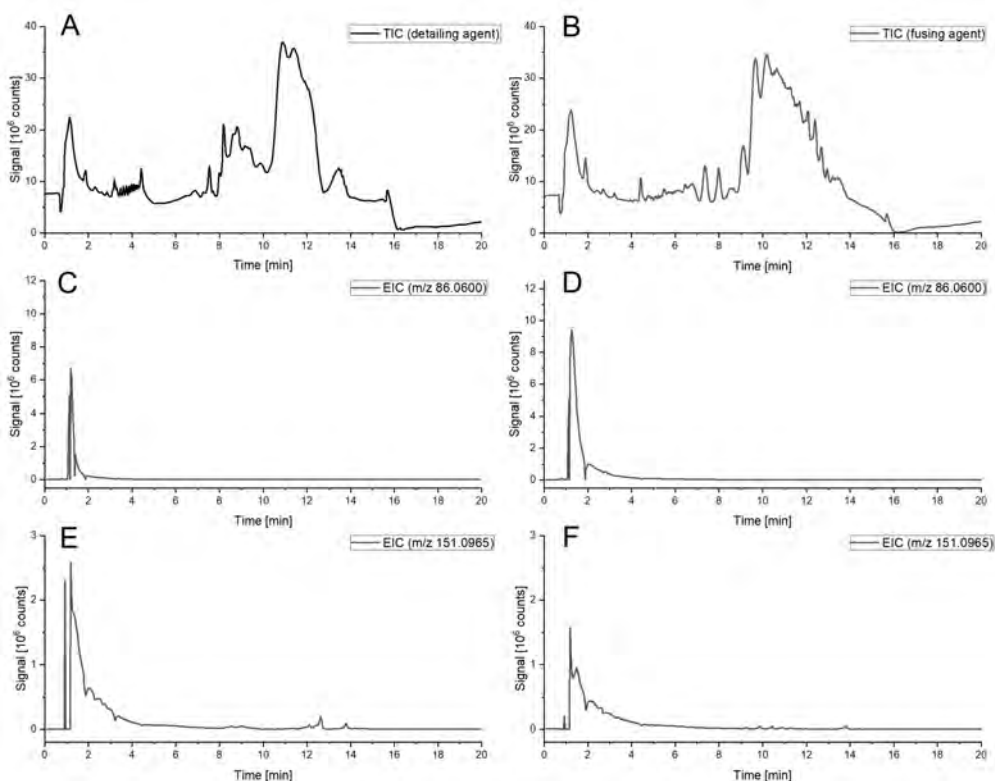 A
TIC (detailing agent)
Signal [10⁶ counts]
40
30
20
10
0
0 2 4 6 8 10 12 14 16 18 20
Time [min]
B
TIC (fusing agent)
Signal [10⁶ counts]
40
30
20
10
0
0 2 4 6 8 10 12 14 16 18 20
Time [min]
C
EIC (m/z 86.0600)
Signal [10⁶ counts]
12
10
8
6
4
2
0
0 2 4 6 8 10 12 14 16 18 20
Time [min]
D
EIC (m/z 86.0600)
Signal [10⁶ counts]
12
10
8
6
4
2
0
0 2 4 6 8 10 12 14 16 18 20
Time [min]
E
EIC (m/z 151.0965)
Signal [10⁶ counts]
3
2
1
0
0 2 4 6 8 10 12 14 16 18 20
Time [min]
F
EIC (m/z 151.0965)
Signal [10⁶ counts]
3
2
1
0
0 2 4 6 8 10 12 14 16 18 20
Time [min]